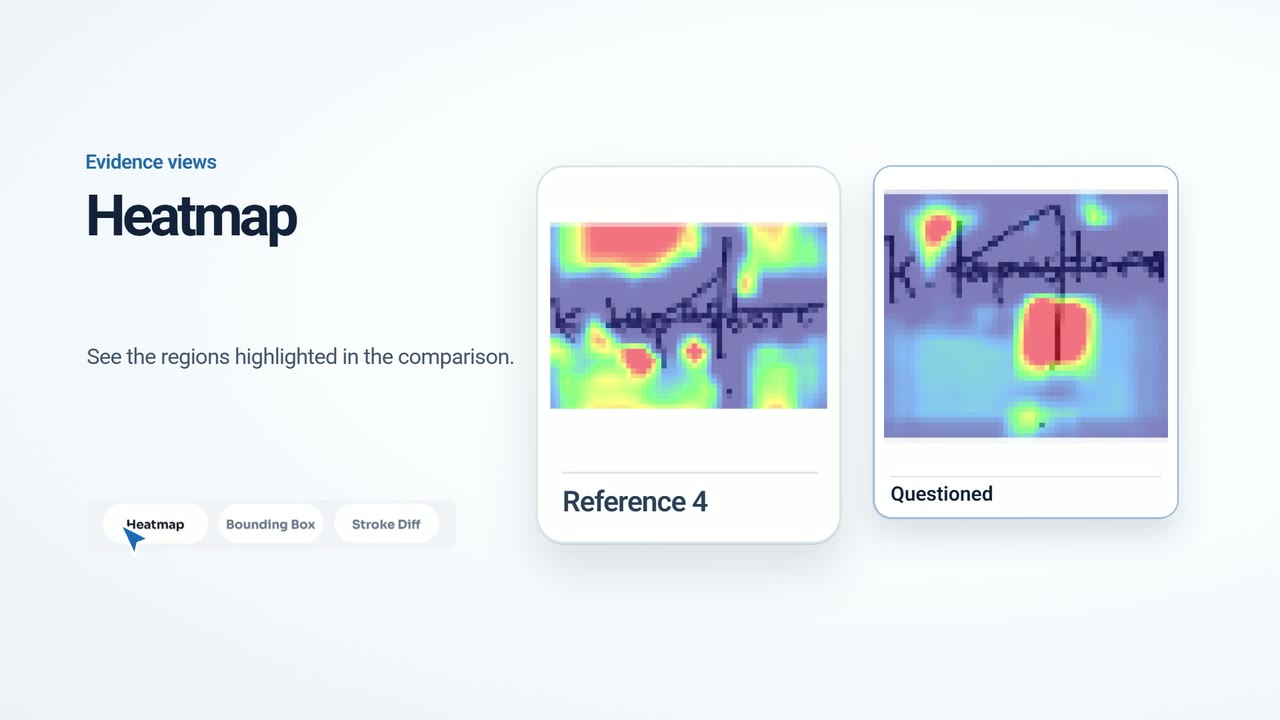 Evidence views
Heatmap
See the regions highlighted in the comparison.
Heatmap
Bounding Box
Stroke Diff
Reference 4
Questioned